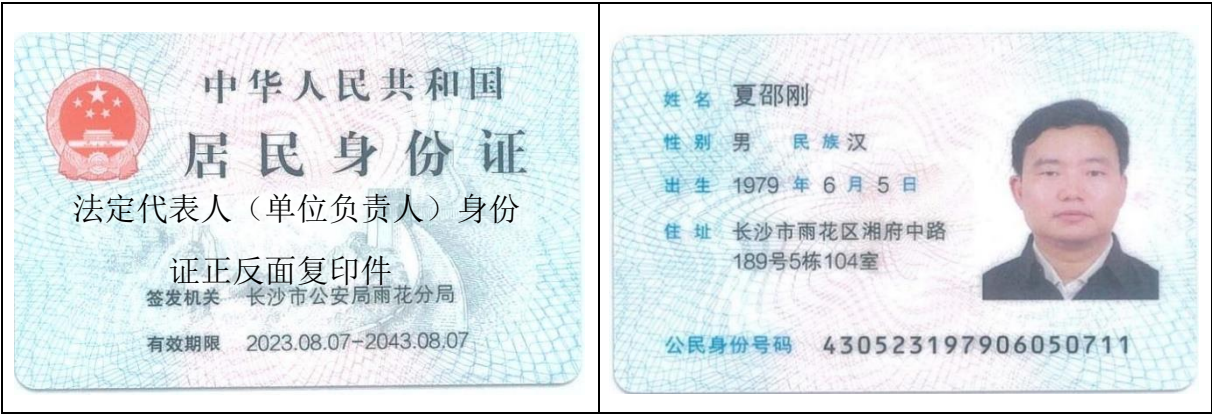 中华人民共和国
居民身份证
法定代表人（单位负责人）身份
证正反面复印件
签发机关 长沙市公安局雨花分局
有效期限 2023.08.07-2043.08.07
姓名 夏邵刚
性别 男 民族 汉
出生 1979 年 6 月 5 日
住址 长沙市雨花区湘府中路
189号5栋104室
公民身份号码 430523197906050711